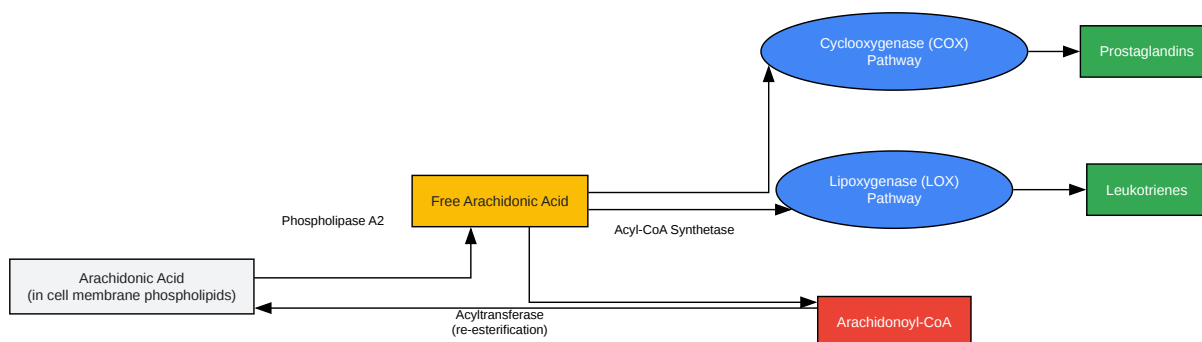 Cyclooxygenase (COX)
Pathway
Prostaglandins
Lipoxygenase (LOX)
Pathway
Leukotrienes
Free Arachidonic Acid
Phospholipase A2
Acyl-CoA Synthetase
Arachidonic Acid
(in cell membrane phospholipids)
Acyltransferase
(re-esterification)
Arachidonoyl-CoA